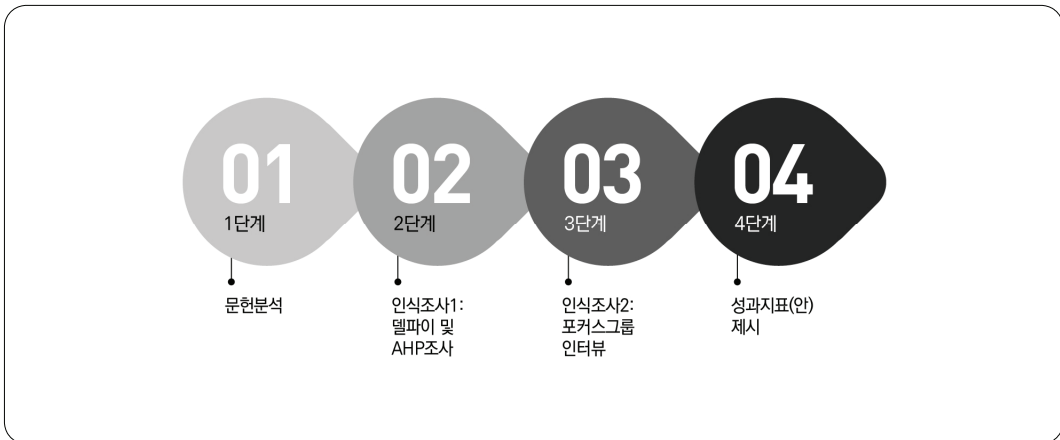 01
1단계
문헌분석
02
2단계
인식조사1:
델파이 및
AHP조사
03
3단계
인식조사2:
포커스그룹
인터뷰
04
4단계
성과지표(안)
제시